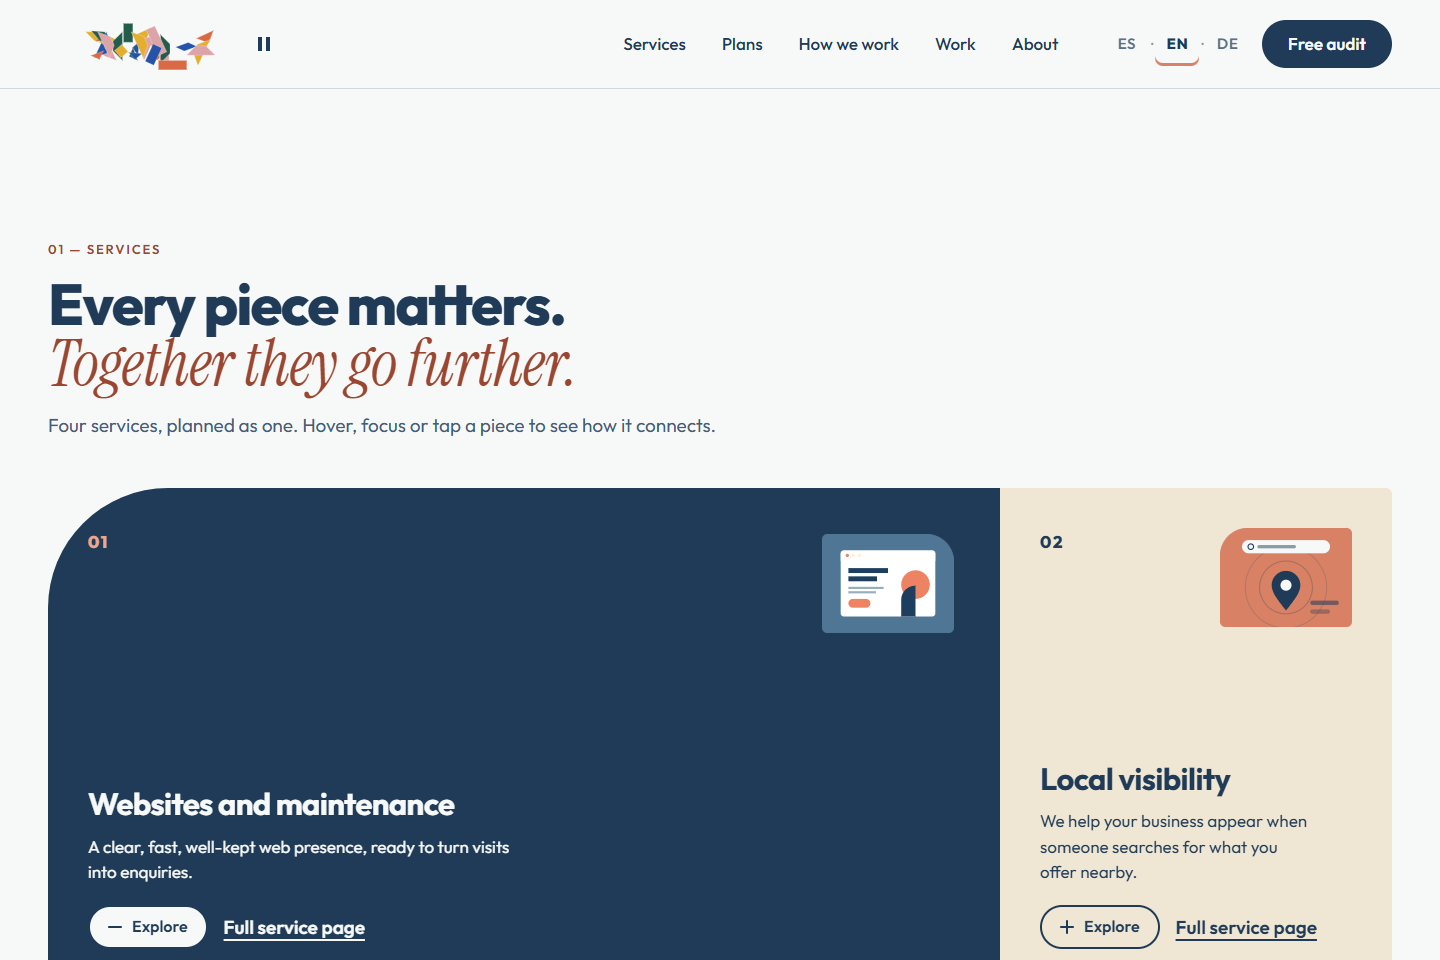 Services
Plans
How we work
Work
About
ES · EN · DE
Free audit
01 — SERVICES
Every piece matters.
Together they go further.
Four services, planned as one. Hover, focus or tap a piece to see how it connects.
01
Websites and maintenance
A clear, fast, well-kept web presence, ready to turn visits
into enquiries.
Explore
Full service page
02
Local visibility
We help your business appear when
someone searches for what you
offer nearby.
Explore
Full service page